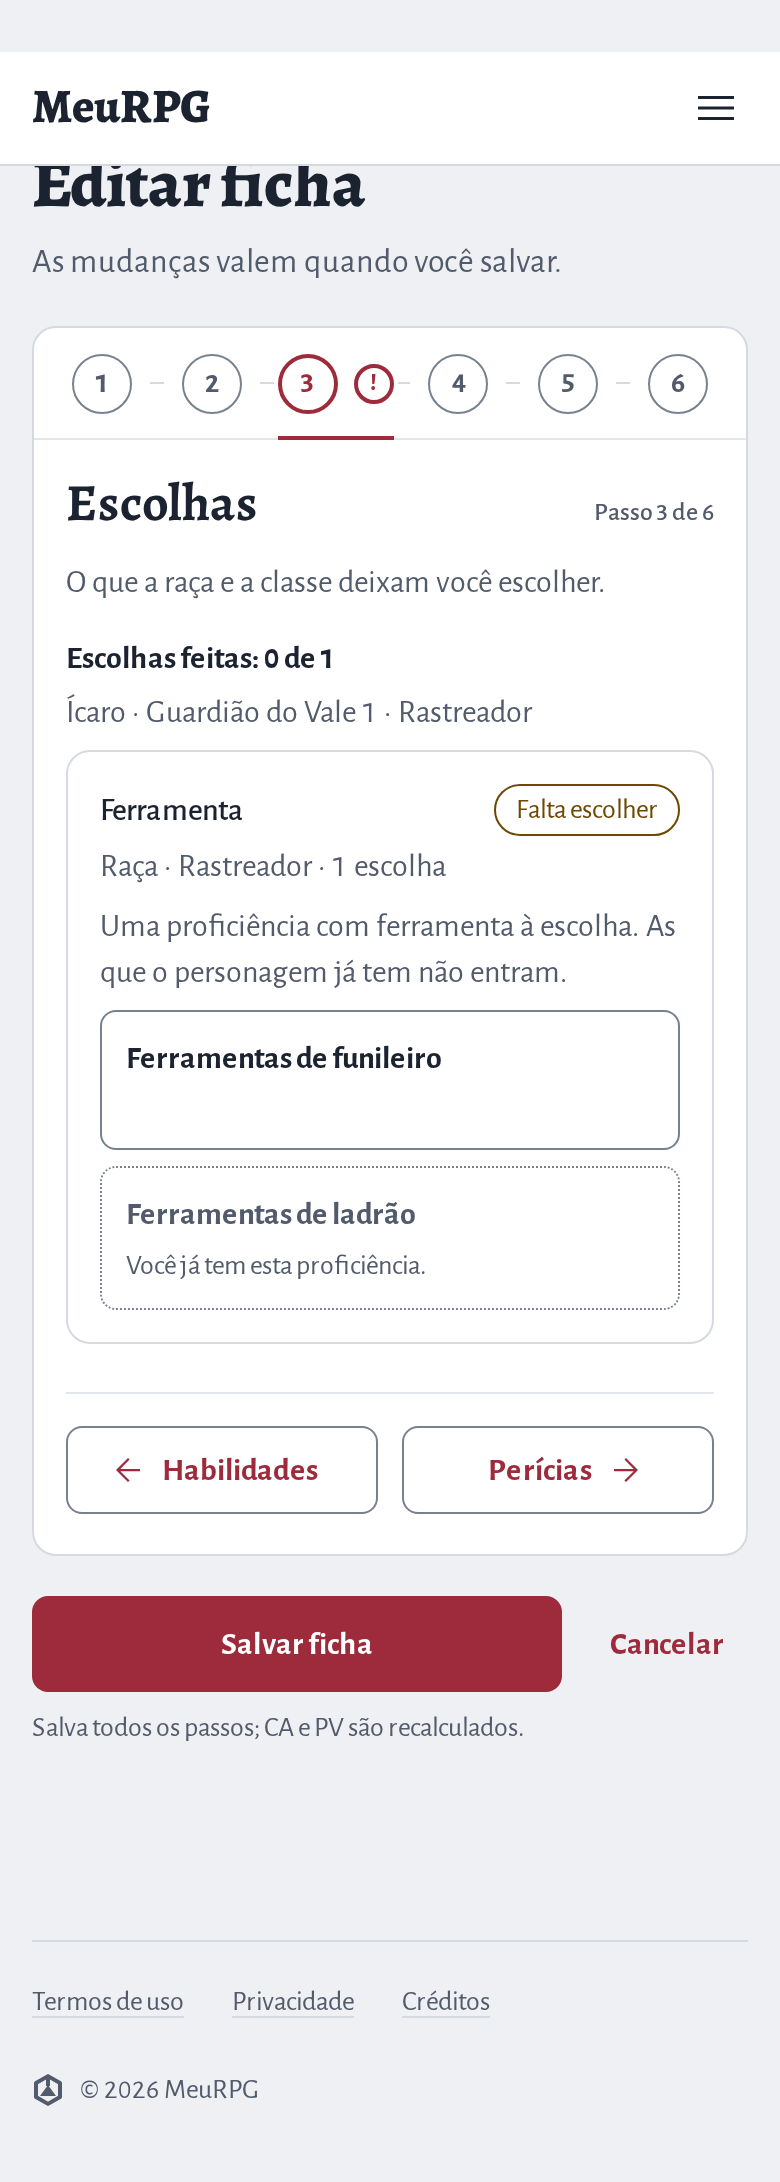 MeuRPG
Editar ficha
As mudanças valem quando você salvar.
1 2 3 ! 4 5 6
Escolhas
Passo 3 de 6
O que a raça e a classe deixam você escolher.
Escolhas feitas: 0 de 1
Ícaro · Guardião do Vale 1 · Rastreador
Ferramenta
Falta escolher
Raça · Rastreador · 1 escolha
Uma proficiência com ferramenta à escolha. As
que o personagem já tem não entram.
Ferramentas de funileiro
Ferramentas de ladrão
Você já tem esta proficiência.
← Habilidades
Perícias →
Salvar ficha
Cancelar
Salva todos os passos; CA e PV são recalculados.
Termos de uso
Privacidade
Créditos
© 2026 MeuRPG